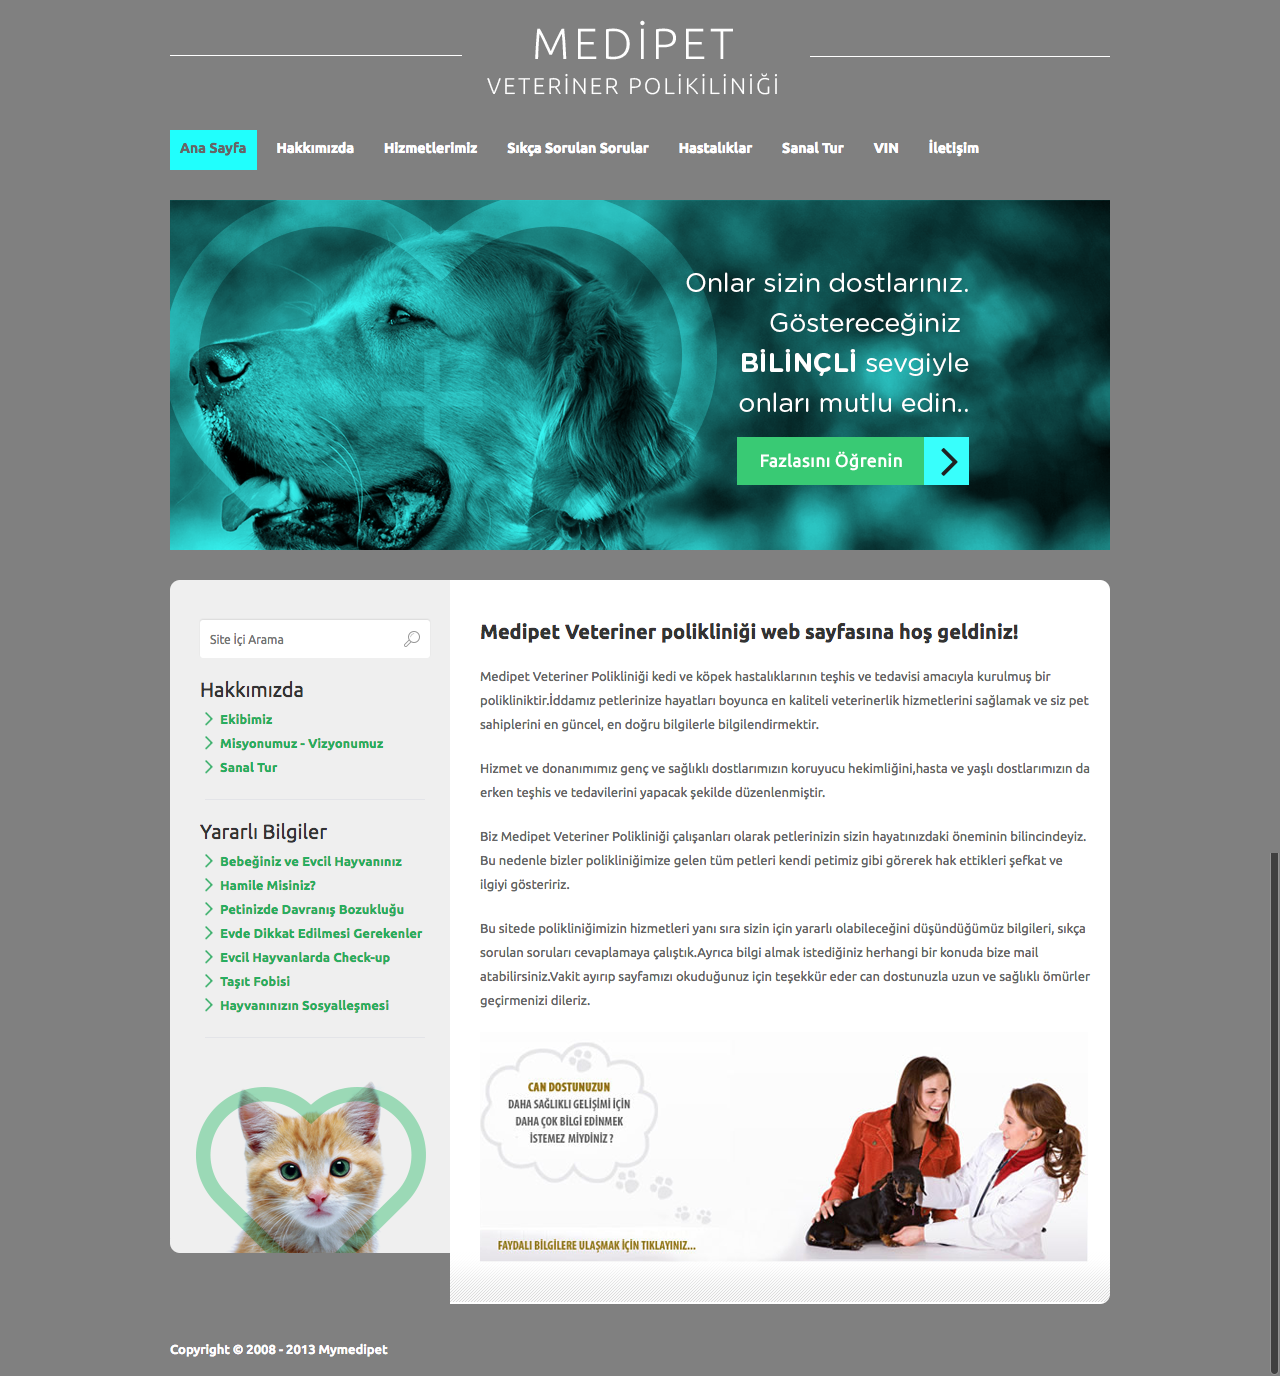 MEDİPET
VETERİNER POLİKİLİNİĞİ
Ana Sayfa Hakkımızda Hizmetlerimiz Sıkça Sorulan Sorular Hastalıklar Sanal Tur VIN İletişim
Onlar sizin dostlarınız.
Göstereceğiniz
BİLİNÇLİ sevgiyle
onları mutlu edin..
Fazlasını Öğrenin
Site İçi Arama
Hakkımızda
Ekibimiz
Misyonumuz - Vizyonumuz
Sanal Tur
Yararlı Bilgiler
Bebeğiniz ve Evcil Hayvanınız
Hamile Misiniz?
Petinizde Davranış Bozukluğu
Evde Dikkat Edilmesi Gerekenler
Evcil Hayvanlarda Check-up
Taşıt Fobisi
Hayvanınızın Sosyalleşmesi
Medipet Veteriner polikliniği web sayfasına hoş geldiniz!
Medipet Veteriner Polikliniği kedi ve köpek hastalıklarının teşhis ve tedavisi amacıyla kurulmuş bir
polikliniktir.İddamız petlerinize hayatları boyunca en kaliteli veterinerlik hizmetlerini sağlamak ve siz pet
sahiplerini en güncel, en doğru bilgilerle bilgilendirmektir.
Hizmet ve donanımımız genç ve sağlıklı dostlarımızın koruyucu hekimliğini,hasta ve yaşlı dostlarımızın da
erken teşhis ve tedavilerini yapacak şekilde düzenlenmiştir.
Biz Medipet Veteriner Polikliniği çalışanları olarak petlerinizin sizin hayatınızdaki öneminin bilincindeyiz.
Bu nedenle bizler polikliniğimize gelen tüm petleri kendi petimiz gibi görerek hak ettikleri şefkat ve
ilgiyi gösteririz.
Bu sitede polikliniğimizin hizmetleri yanı sıra sizin için yararlı olabileceğini düşündüğümüz bilgileri, sıkça
sorulan soruları cevaplamaya çalıştık.Ayrıca bilgi almak istediğiniz herhangi bir konuda bize mail
atabilirsiniz.Vakit ayırıp sayfamızı okuduğunuz için teşekkür eder can dostunuzla uzun ve sağlıklı ömürler
geçirmenizi dileriz.
CAN DOSTUNUZUN
DAHA SAĞLIKLI GELİŞİMİ İÇİN
DAHA ÇOK BİLGİ EDİNMEK
İSTEMEZ MİYDİNİZ ?
FAYDALI BİLGİLERE ULAŞMAK İÇİN TIKLAYINIZ...
Copyright © 2008 - 2013 Mymedipet